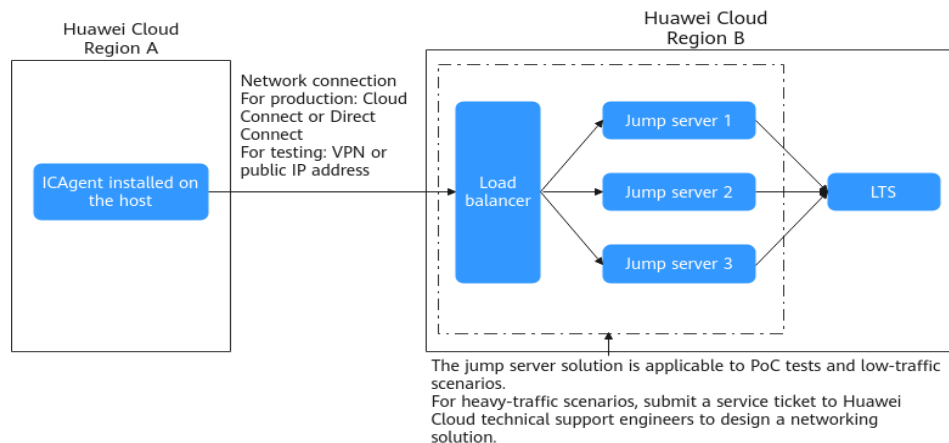 Huawei Cloud
Region A
Huawei Cloud
Region B
Network connection
For production: Cloud
Connect or Direct
Connect
For testing: VPN or
public IP address
ICAgent installed on
the host
Load
balancer
Jump server 1
Jump server 2
Jump server 3
LTS
The jump server solution is applicable to PoC tests and low-traffic
scenarios.
For heavy-traffic scenarios, submit a service ticket to Huawei
Cloud technical support engineers to design a networking
solution.